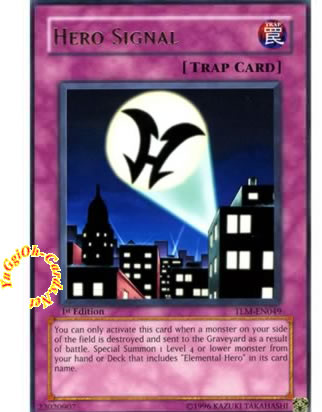 HERO SIGNAL
TRAP
罠
[TRAP CARD]
H
YuGgiOh-Cards.Net
1st Edition
TLM-EN049
You can only activate this card when a monster on your side
of the field is destroyed and sent to the Graveyard as a
result of battle. Special Summon 1 Level 4 or lower monster
from your hand or Deck that includes "Elemental Hero" in its card
name.
22020907
©1996 KAZUKI TAKAHASHI